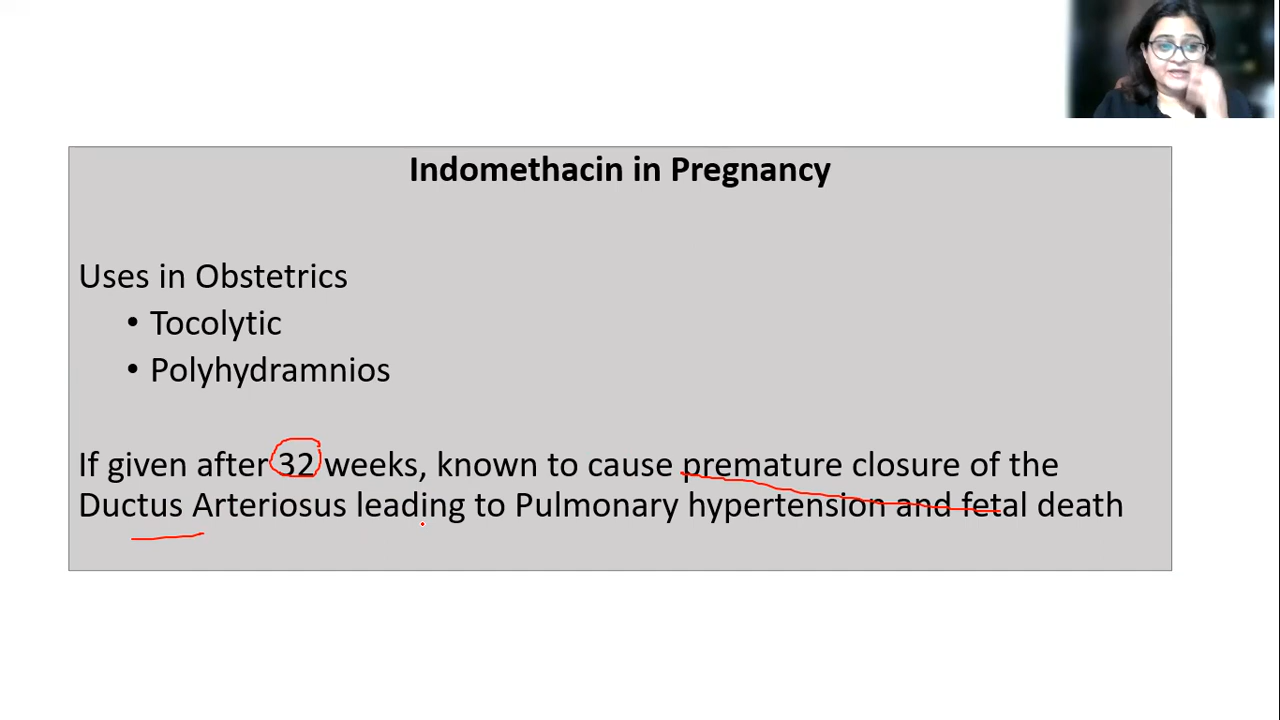 Indomethacin in Pregnancy
Uses in Obstetrics
• Tocolytic
• Polyhydramnios
If given after 32 weeks, known to cause premature closure of the
Ductus Arteriosus leading to Pulmonary hypertension and fetal death